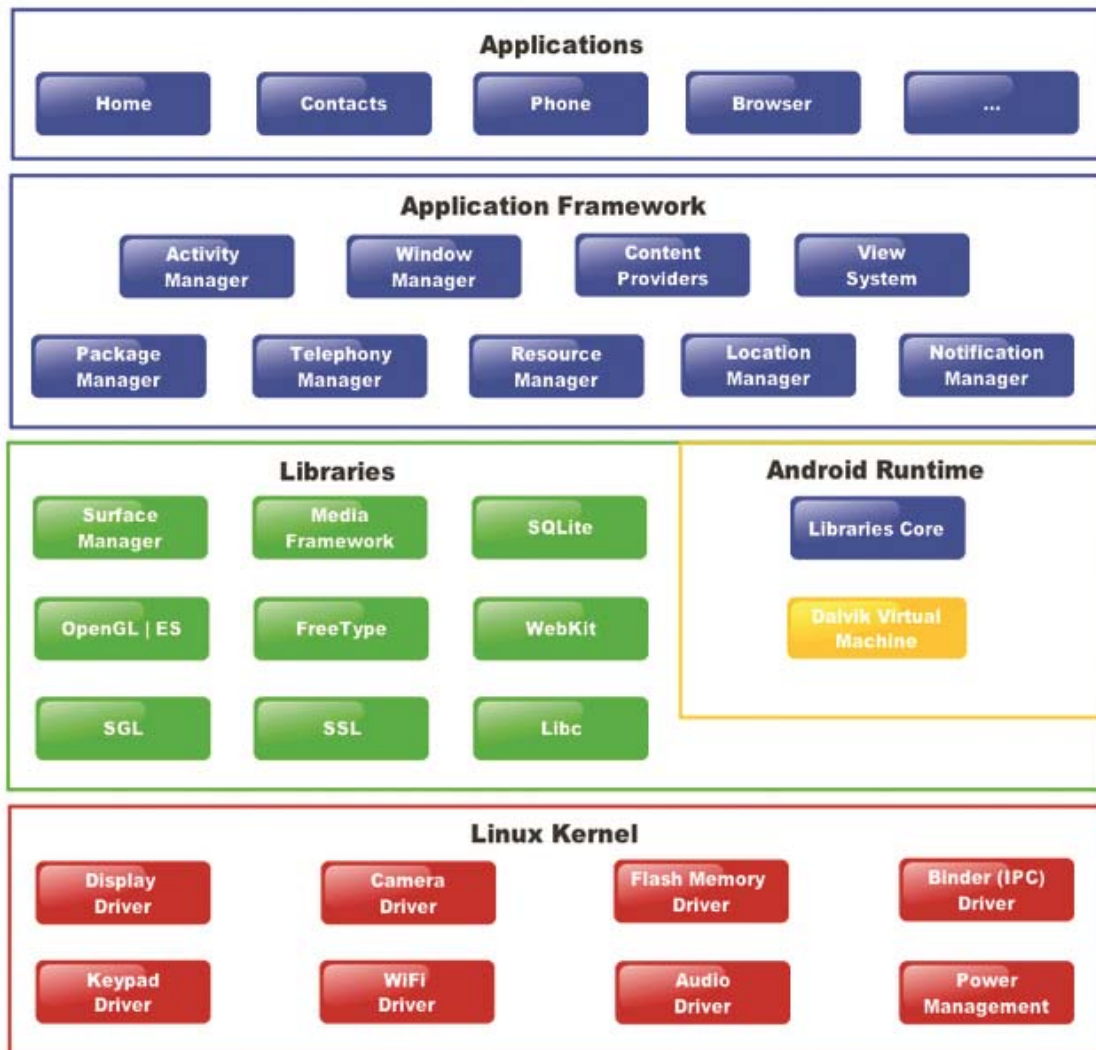 Applications
Home
Contacts
Phone
Browser
...
Application Framework
Activity
Manager
Window
Manager
Content
Providers
View
System
Package
Manager
Telephony
Manager
Resource
Manager
Location
Manager
Notification
Manager
Libraries
Surface
Manager
Media
Framework
SQLite
OpenGL | ES
FreeType
WebKit
SGL
SSL
Libc
Android Runtime
Libraries Core
Dalvik Virtual
Machine
Linux Kernel
Display
Driver
Camera
Driver
Flash Memory
Driver
Binder (IPC)
Driver
Keypad
Driver
WiFi
Driver
Audio
Driver
Power
Management